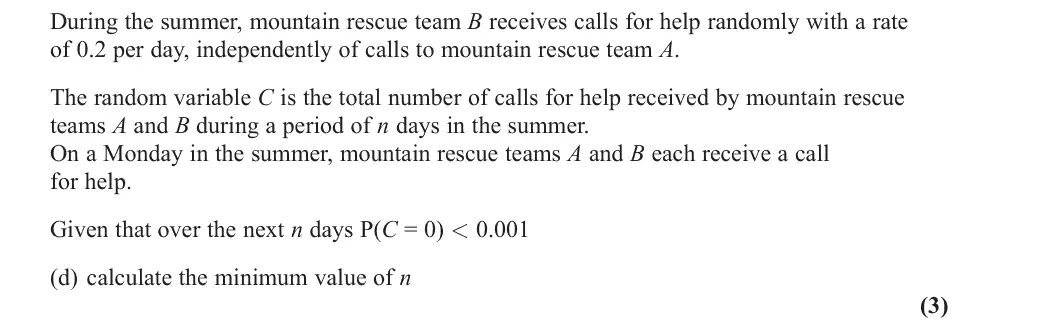 During the summer, mountain rescue team B receives calls for help randomly with a rate
of 0.2 per day, independently of calls to mountain rescue team A.
The random variable C is the total number of calls for help received by mountain rescue
teams A and B during a period of n days in the summer.
On a Monday in the summer, mountain rescue teams A and B each receive a call
for help.
Given that over the next n days P(C = 0) < 0.001
(d) calculate the minimum value of n
(3)